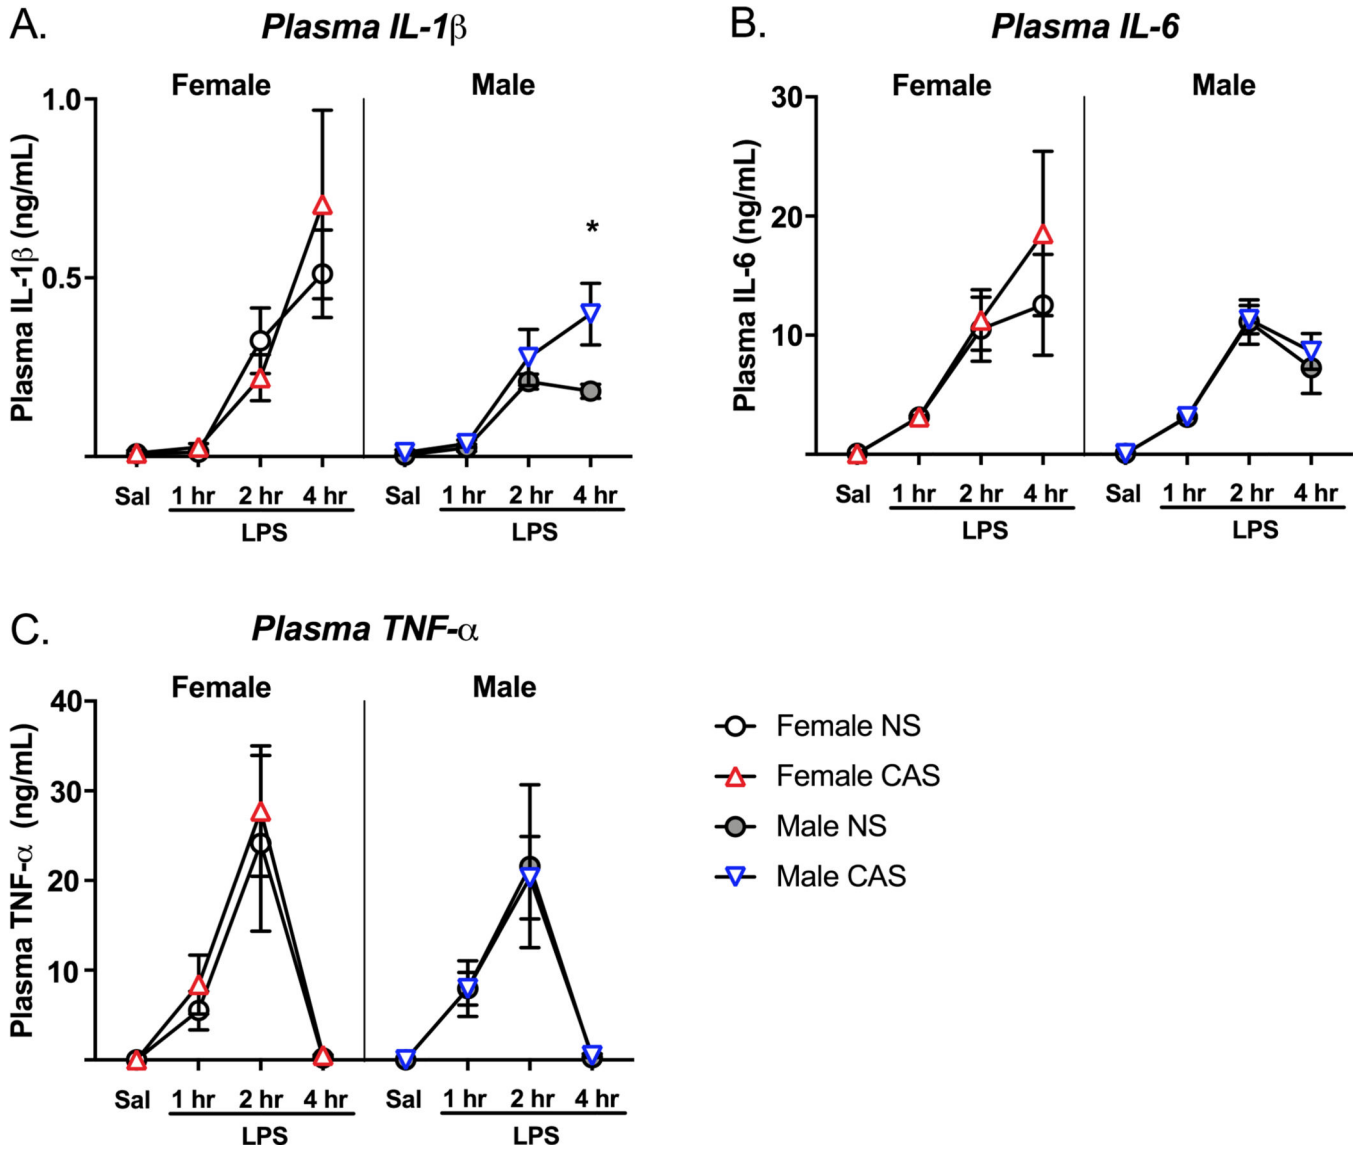 A.
Plasma IL-1β
Female
Male
Plasma IL-1β (ng/mL)
1.0
0.5
*
Sal 1 hr 2 hr 4 hr
LPS
Sal 1 hr 2 hr 4 hr
LPS
B.
Plasma IL-6
Female
Male
Plasma IL-6 (ng/mL)
30
20
10
Sal 1 hr 2 hr 4 hr
LPS
Sal 1 hr 2 hr 4 hr
LPS
C.
Plasma TNF-α
Female
Male
Plasma TNF-α (ng/mL)
40
30
20
10
Sal 1 hr 2 hr 4 hr
LPS
Sal 1 hr 2 hr 4 hr
LPS
Female NS
Female CAS
Male NS
Male CAS